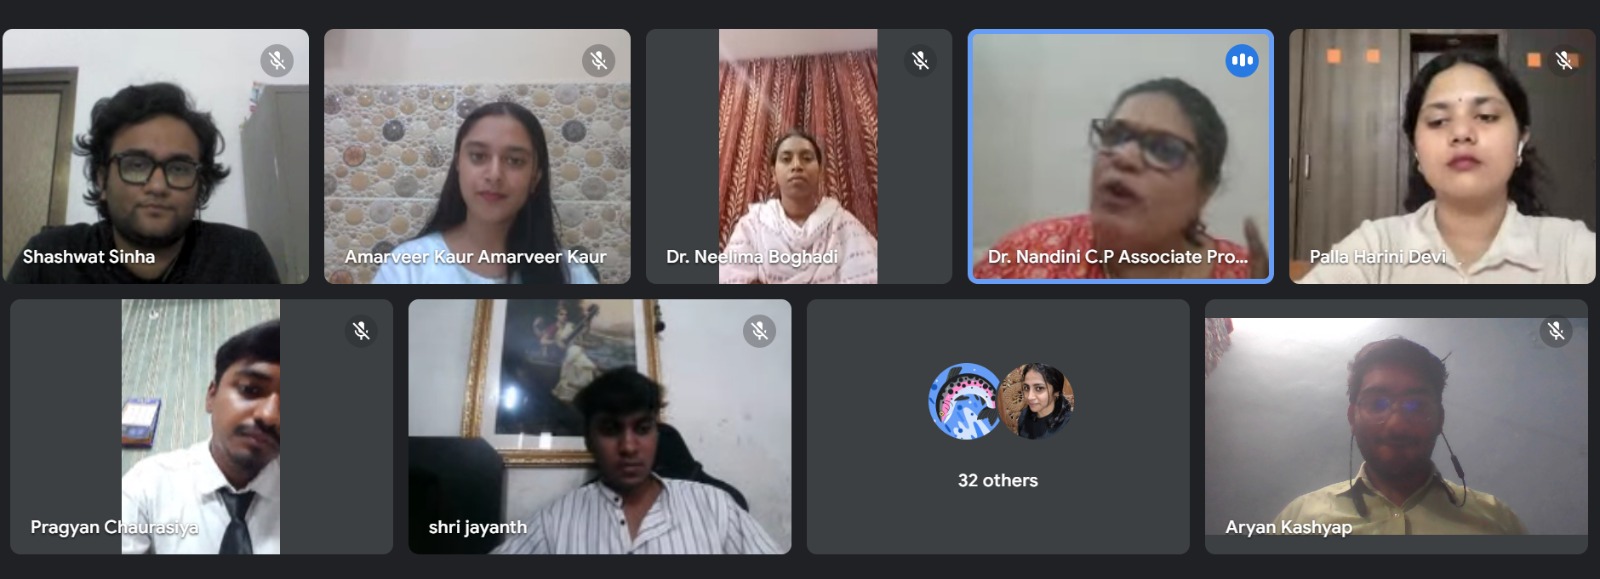 Shashwat Sinha
Amarveer Kaur Amarveer Kaur
Dr. Neelima Boghadi
Dr. Nandini C.P Associate Pro...
Palla Harini Devi
Pragyan Chaurasiya
shri jayanth
32 others
Aryan Kashyap